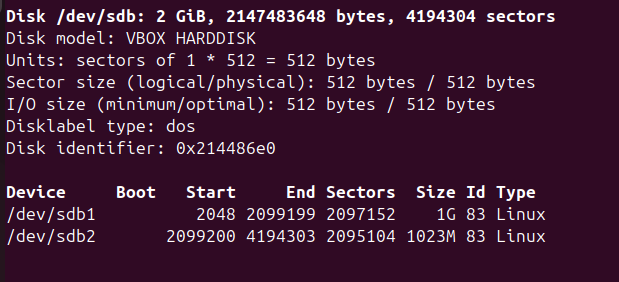 Disk /dev/sdb: 2 GiB, 2147483648 bytes, 4194304 sectors
Disk model: VBOX HARDDISK
Units: sectors of 1 * 512 = 512 bytes
Sector size (logical/physical): 512 bytes / 512 bytes
I/O size (minimum/optimal): 512 bytes / 512 bytes
Disklabel type: dos
Disk identifier: 0x214486e0
Device     Boot   Start     End Sectors  Size Id Type
/dev/sdb1          2048 2099199 2097152    1G 83 Linux
/dev/sdb2       2099200 4194303 2095104 1023M 83 Linux